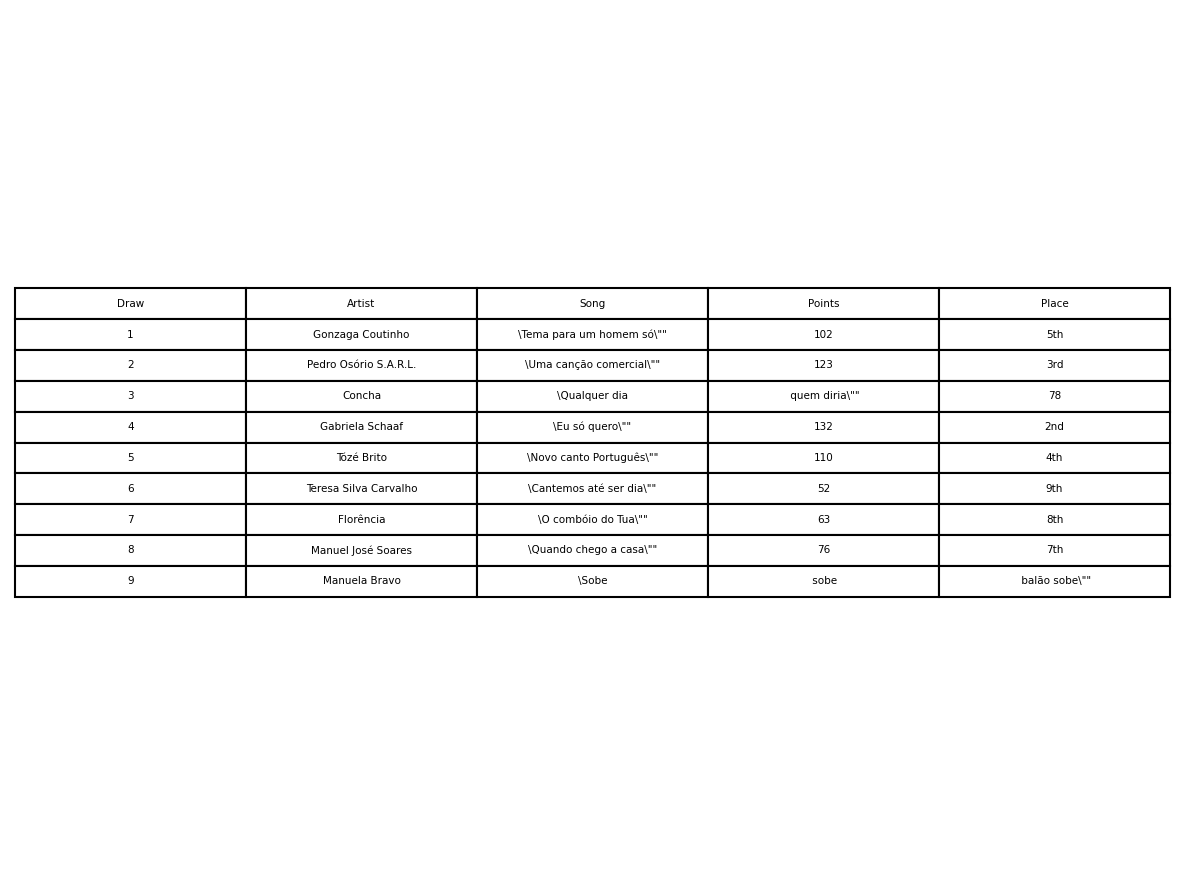 Draw Artist Song Points Place
1 Gonzaga Coutinho \Tema para um homem só\"" 102 5th
2 Pedro Osório S.A.R.L. \Uma canção comercial\"" 123 3rd
3 Concha \Qualquer dia quem diria\"" 78
4 Gabriela Schaaf \Eu só quero\"" 132 2nd
5 Tózé Brito \Novo canto Português\"" 110 4th
6 Teresa Silva Carvalho \Cantemos até ser dia\"" 52 9th
7 Florência \O combóio do Tua\"" 63 8th
8 Manuel José Soares \Quando chego a casa\"" 76 7th
9 Manuela Bravo \Sobe sobe balão sobe\""